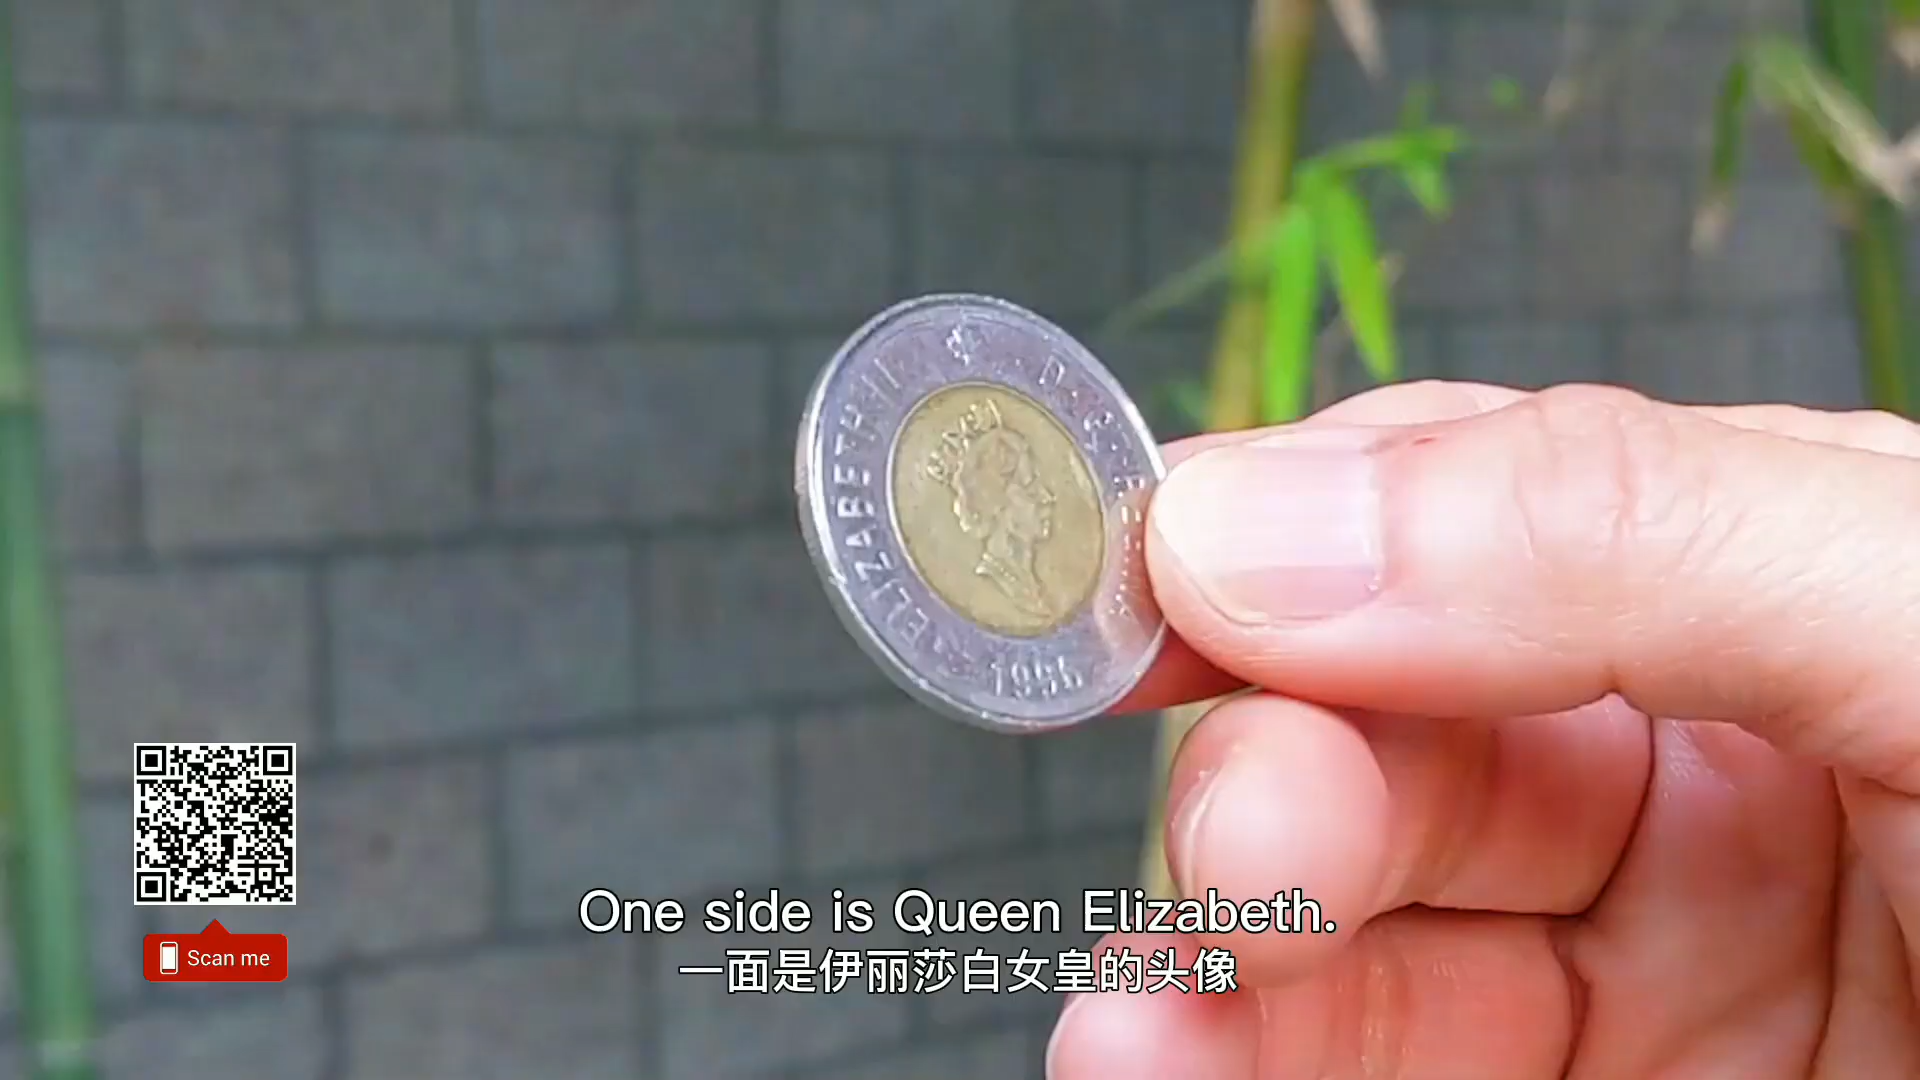 ELIZABETH II
D. G. REGINA
1996
Scan me
One side is Queen Elizabeth.
一面是伊丽莎白女皇的头像